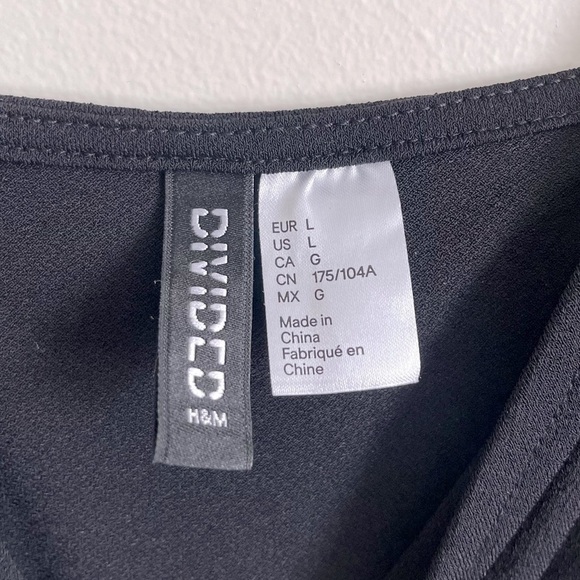 DIVIDED
H&M
EUR L
US L
CA G
CN 175/104A
MX G
Made in
China
Fabriqué en
Chine